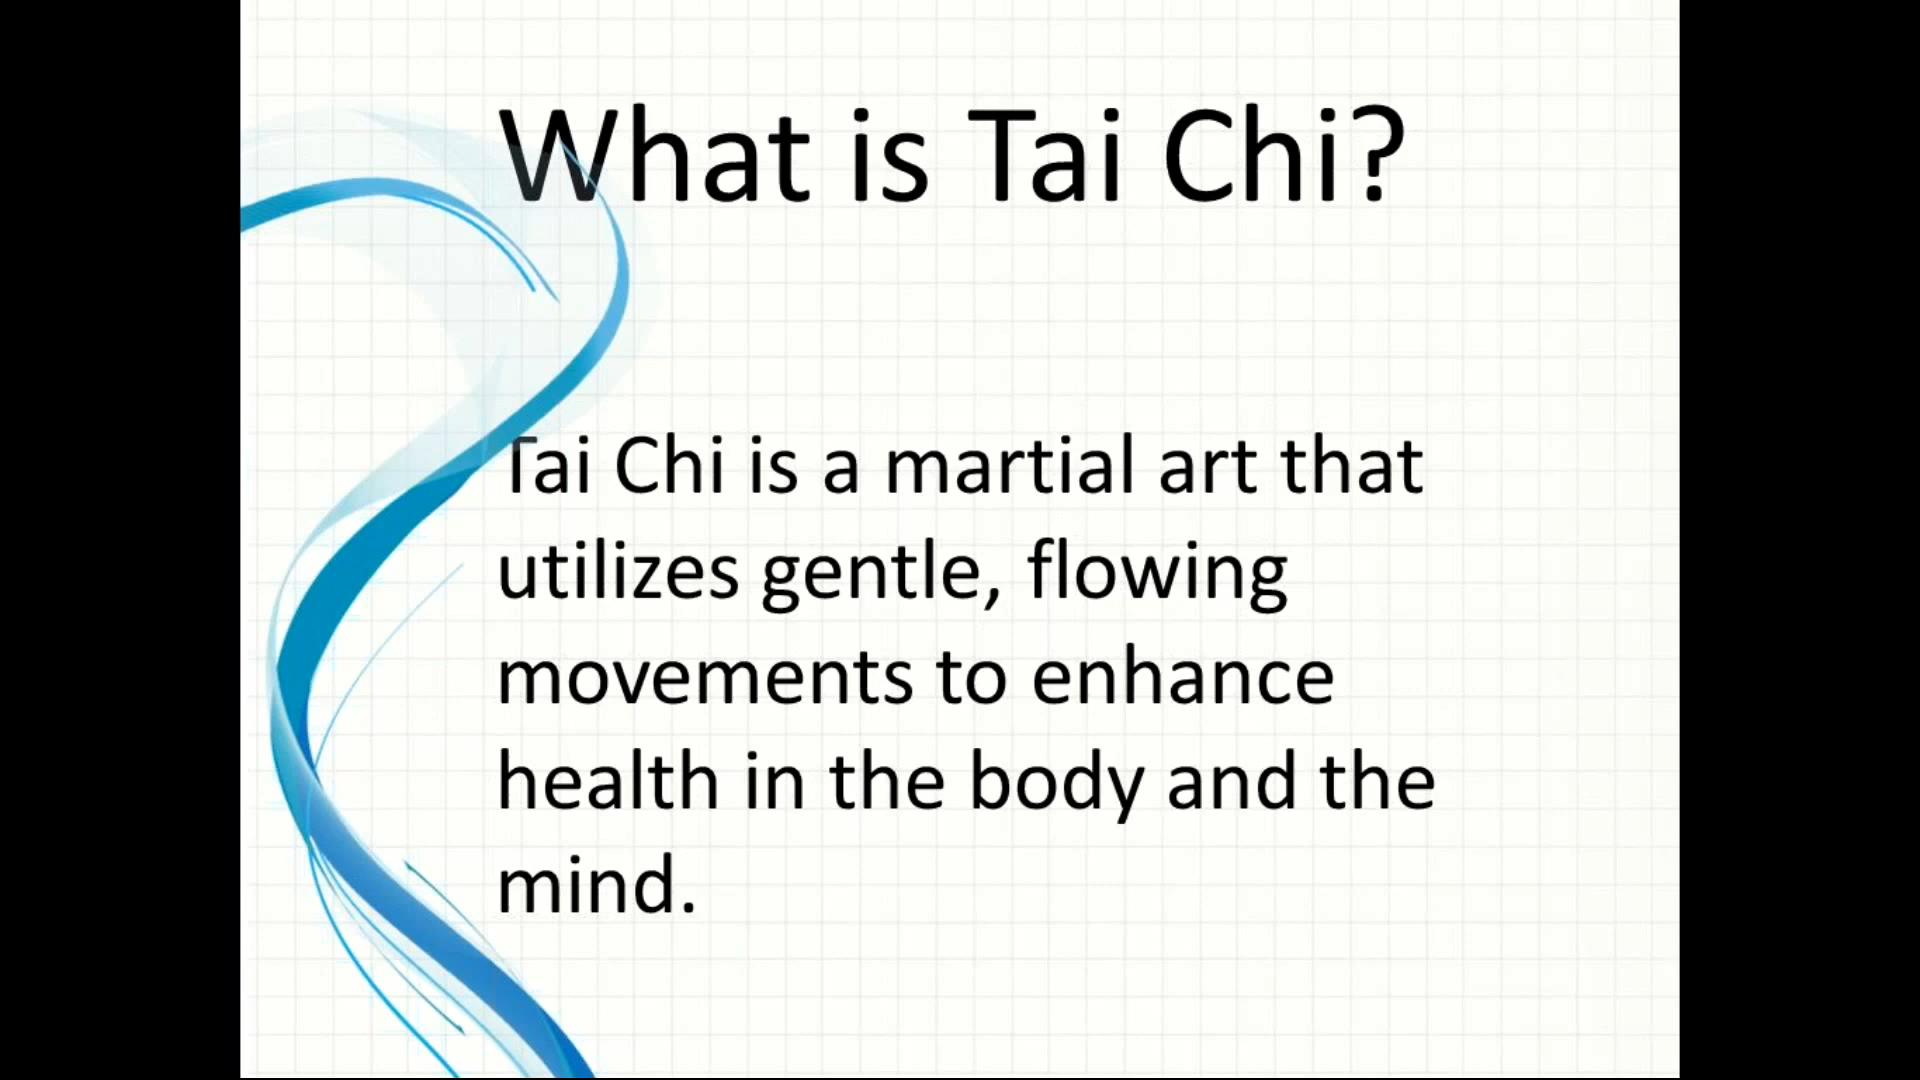 What is Tai Chi?
Tai Chi is a martial art that
utilizes gentle, flowing
movements to enhance
health in the body and the
mind.